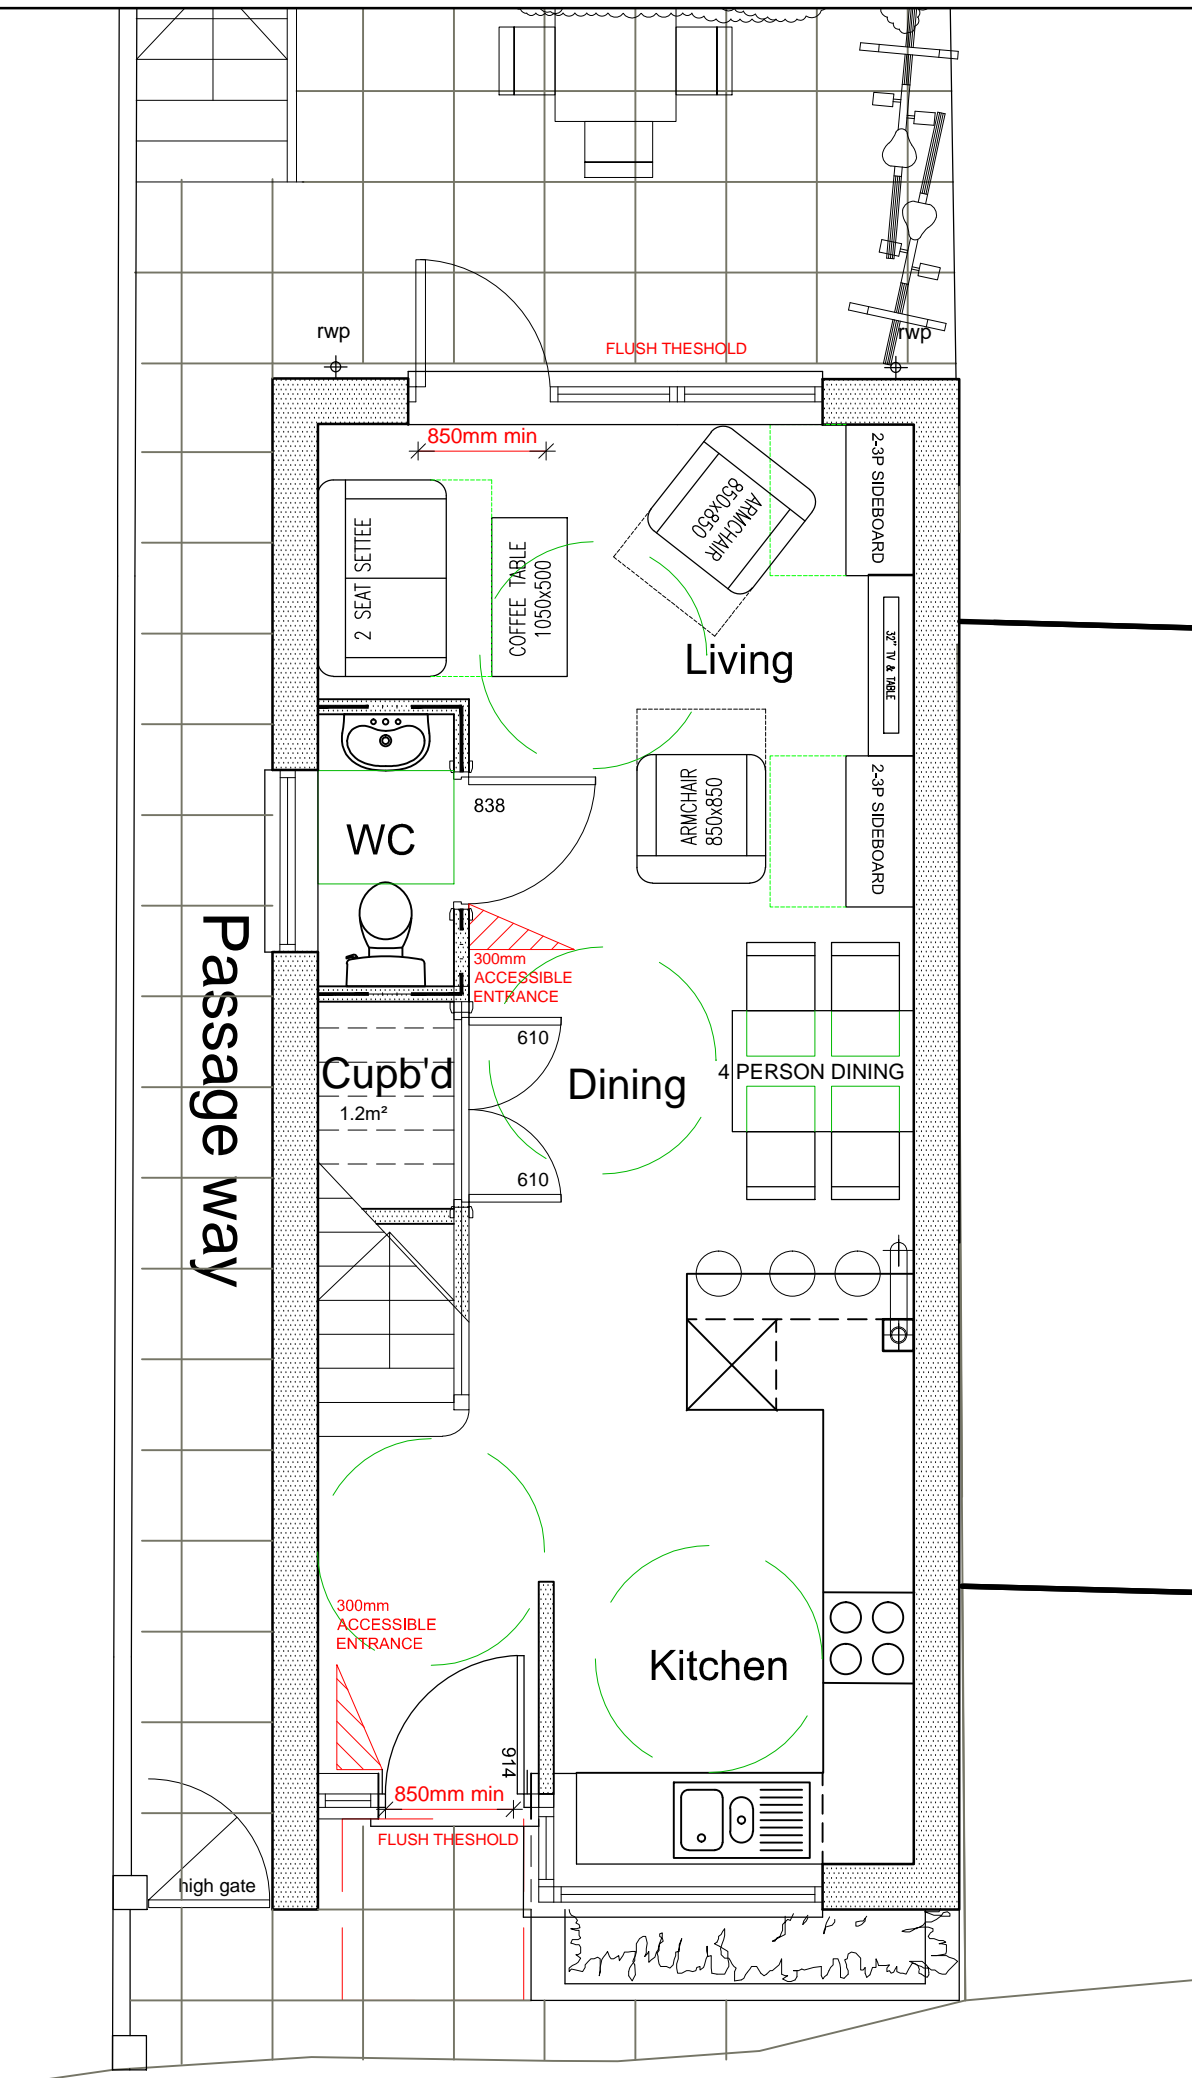 rwp
rwp
FLUSH THESHOLD
850mm min
2 SEAT SETTEE
COFFEE TABLE
1050x500
ARMCHAIR
850x850
2-3P SIDEBOARD
Living
32" TV & TABLE
838
WC
ARMCHAIR
850x850
2-3P SIDEBOARD
Passage way
300mm
ACCESSIBLE
ENTRANCE
610
Cupb'd
1.2m²
Dining
4 PERSON DINING
610
300mm
ACCESSIBLE
ENTRANCE
Kitchen
914
850mm min
FLUSH THESHOLD
high gate